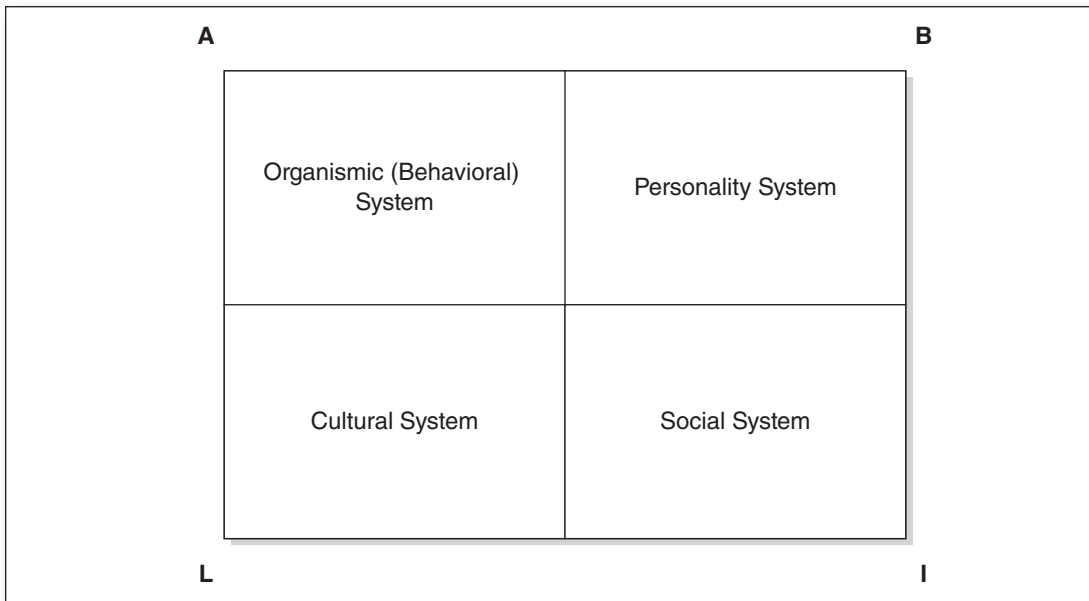 A
B
Organismic (Behavioral)
System
Personality System
Cultural System
Social System
L
I